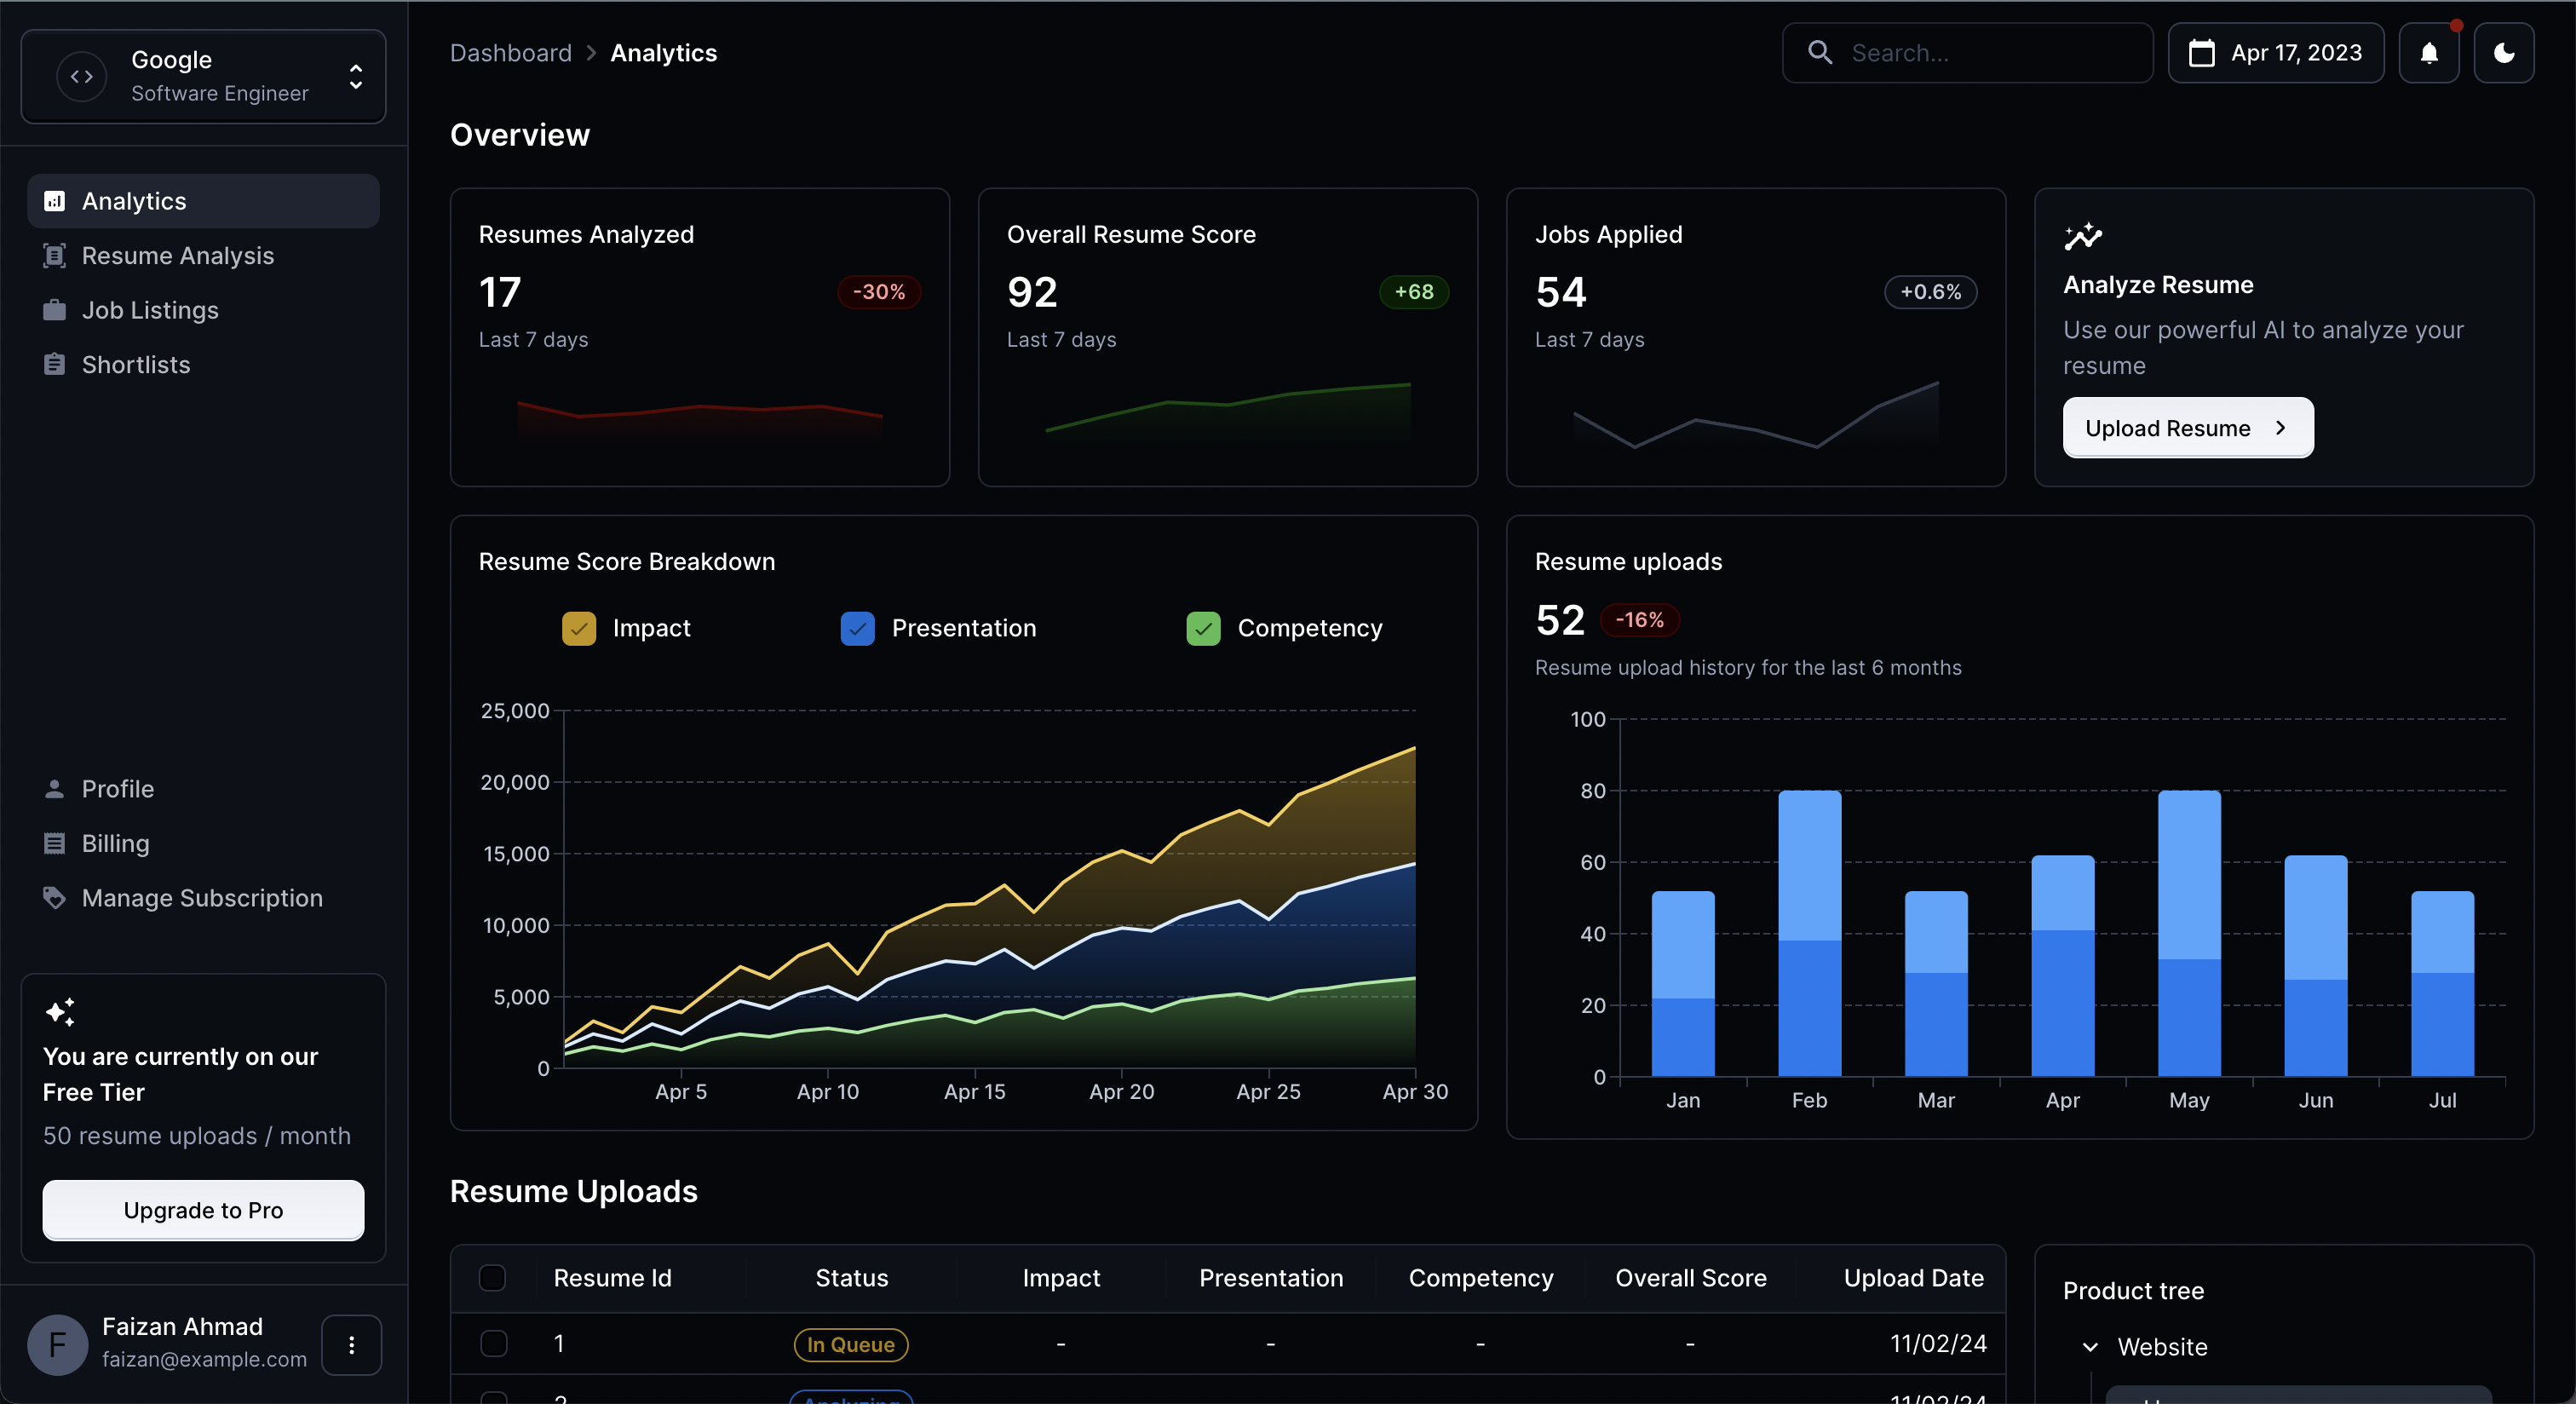 Google
Software Engineer
Analytics
Resume Analysis
Job Listings
Shortlists
Profile
Billing
Manage Subscription
You are currently on our
Free Tier
50 resume uploads / month
Upgrade to Pro
F
Faizan Ahmad
faizan@example.com
Dashboard > Analytics
Search...
Apr 17, 2023
Overview
Resumes Analyzed
17
-30%
Last 7 days
Overall Resume Score
92
+68
Last 7 days
Jobs Applied
54
+0.6%
Last 7 days
Analyze Resume
Use our powerful AI to analyze your
resume
Upload Resume
Resume Score Breakdown
Impact Presentation Competency
25,000
20,000
15,000
10,000
5,000
0
Apr 5 Apr 10 Apr 15 Apr 20 Apr 25 Apr 30
Resume uploads
52 -16%
Resume upload history for the last 6 months
100
80
60
40
20
0
Jan Feb Mar Apr May Jun Jul
Resume Uploads
Resume Id Status Impact Presentation Competency Overall Score Upload Date
1 In Queue - - - - 11/02/24
2 Analyzing 11/02/24
Product tree
Website